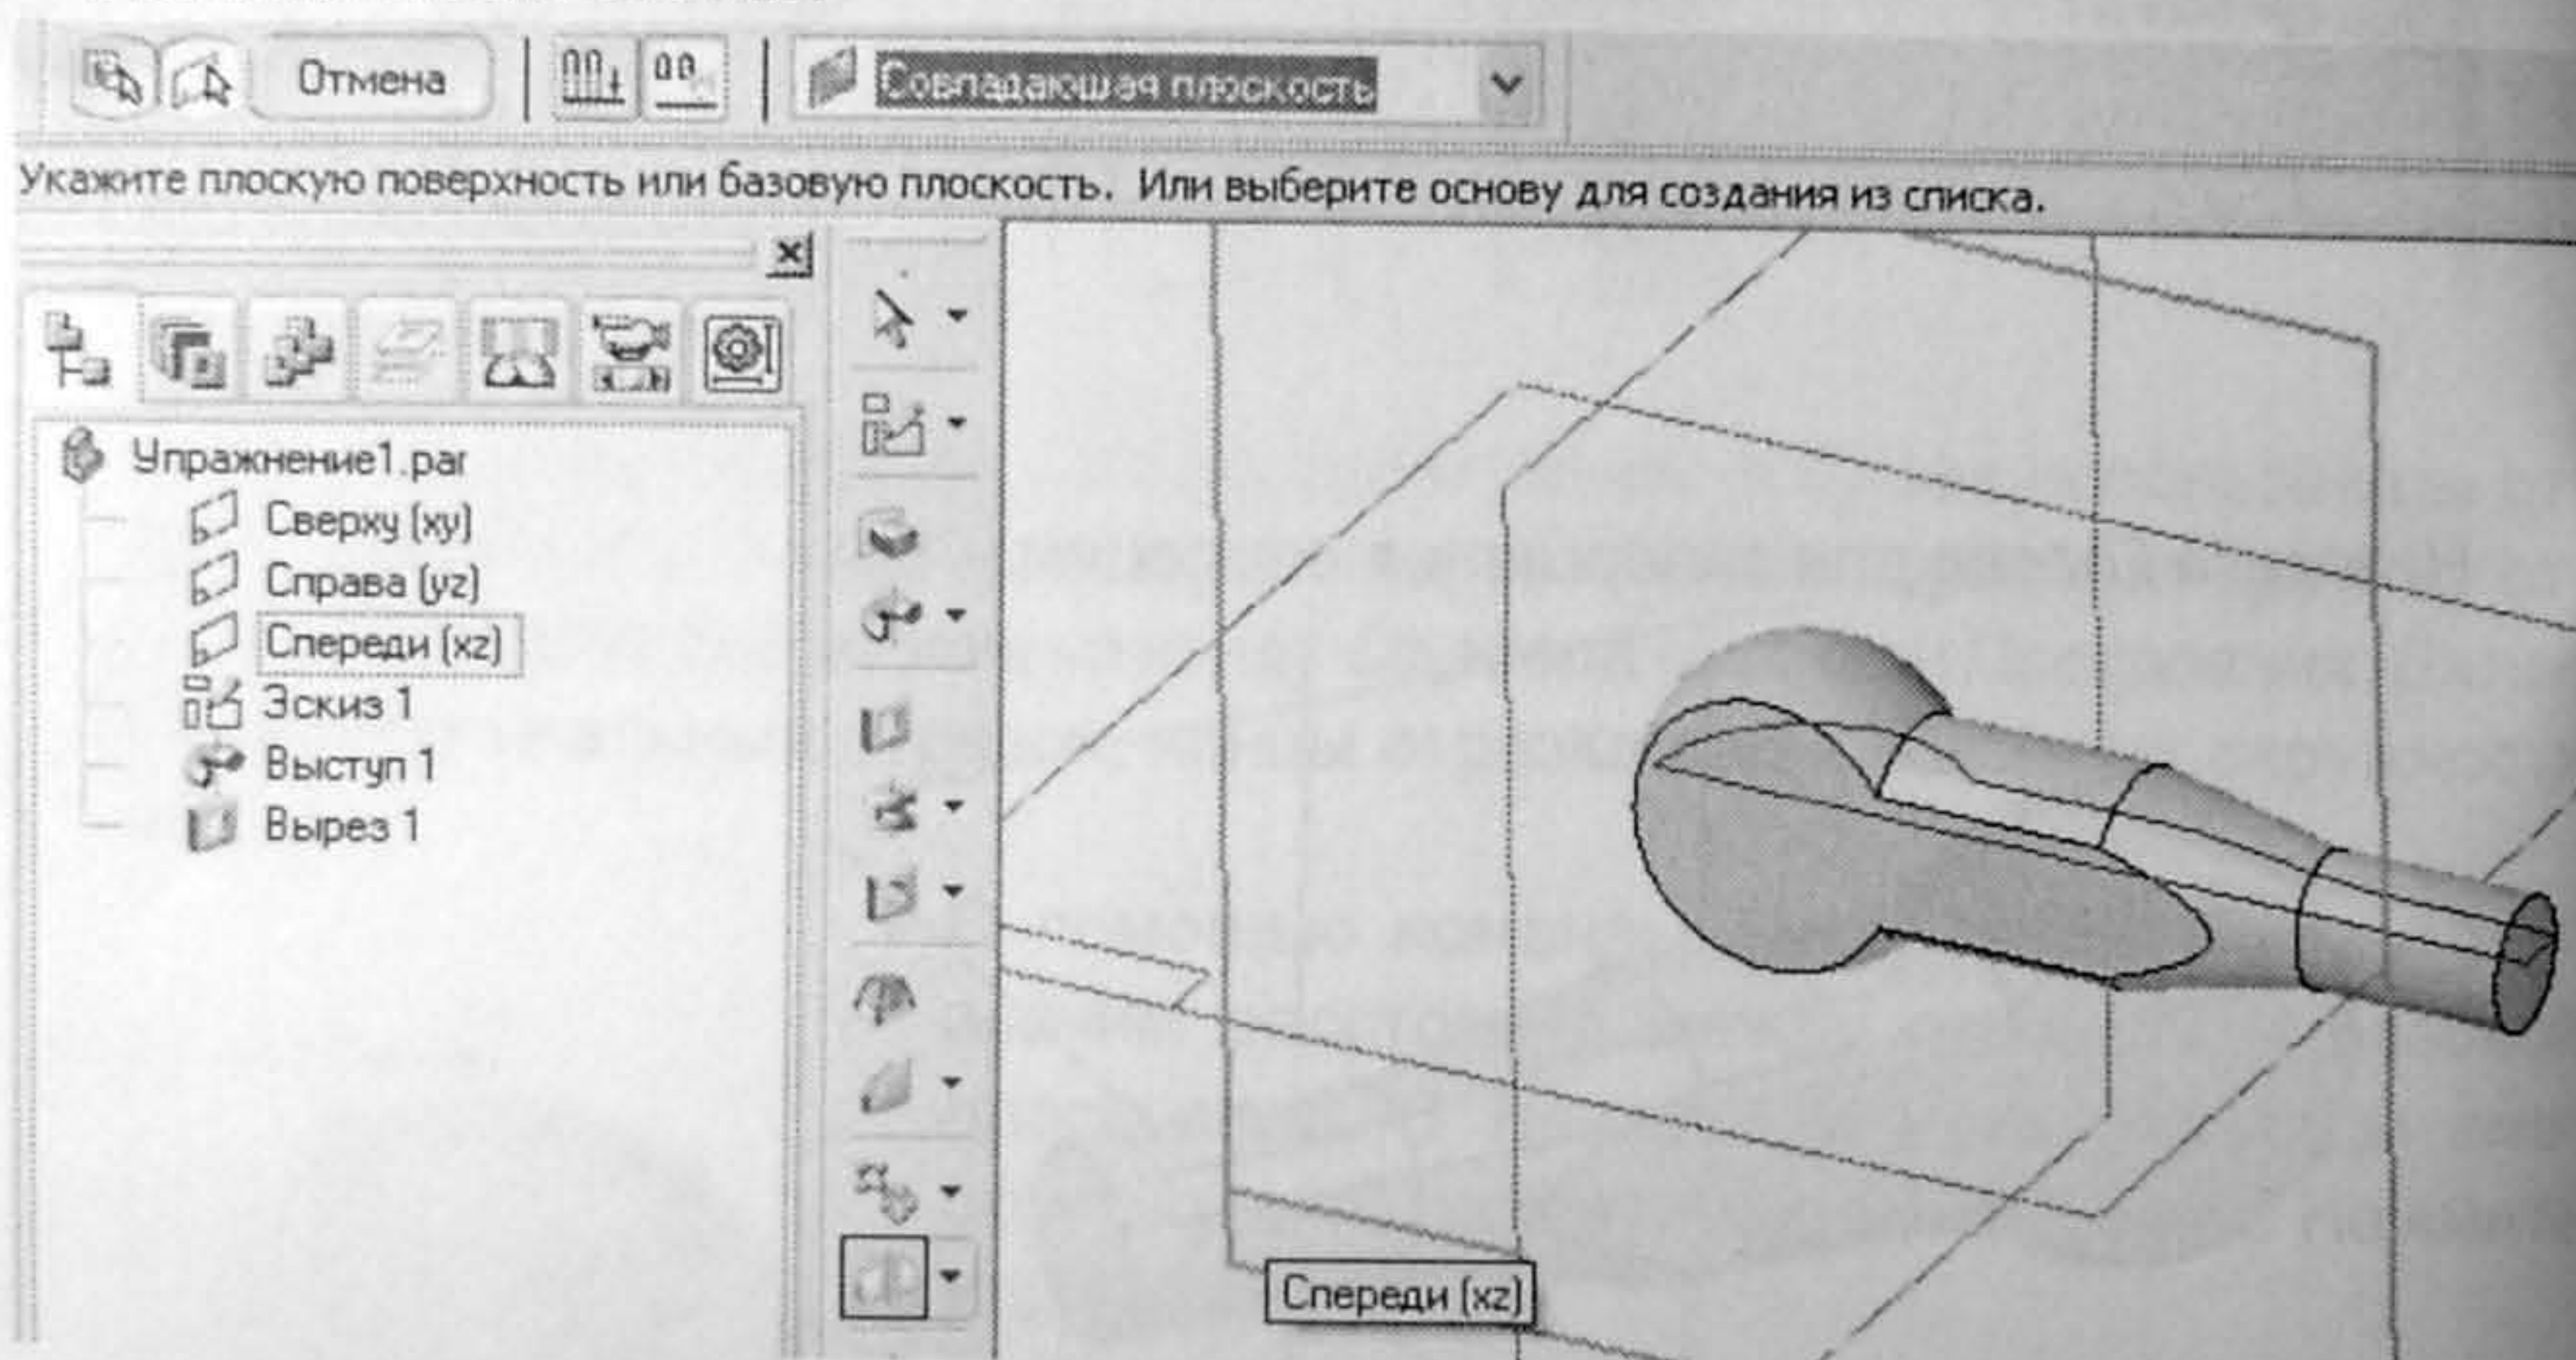 Отмена
Совпадающая плоскость
Укажите плоскую поверхность или базовую плоскость. Или выберите основу для создания из списка.
Упражнение1.par
Сверху (xy)
Справа (yz)
Спереди (xz)
Эскиз 1
Выступ 1
Вырез 1
Спереди (xz)